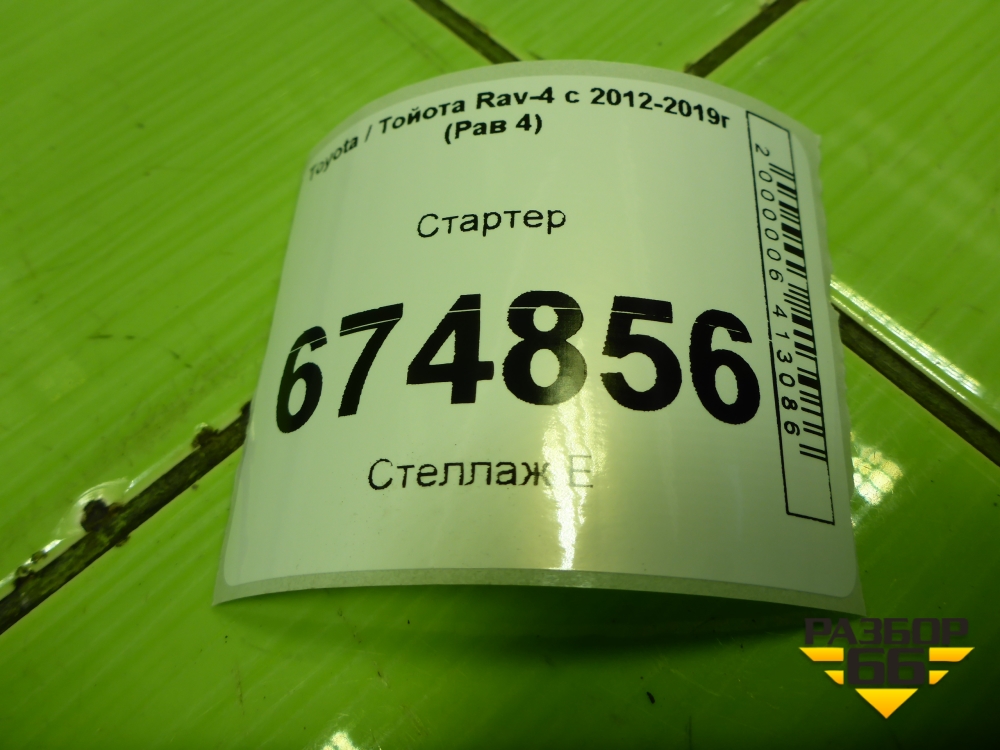 Toyota / Тойота Rav-4 с 2012-2019г
(Рав 4)
Стартер
674856
Стеллаж Е
2000006413086
РАЗБОР
66